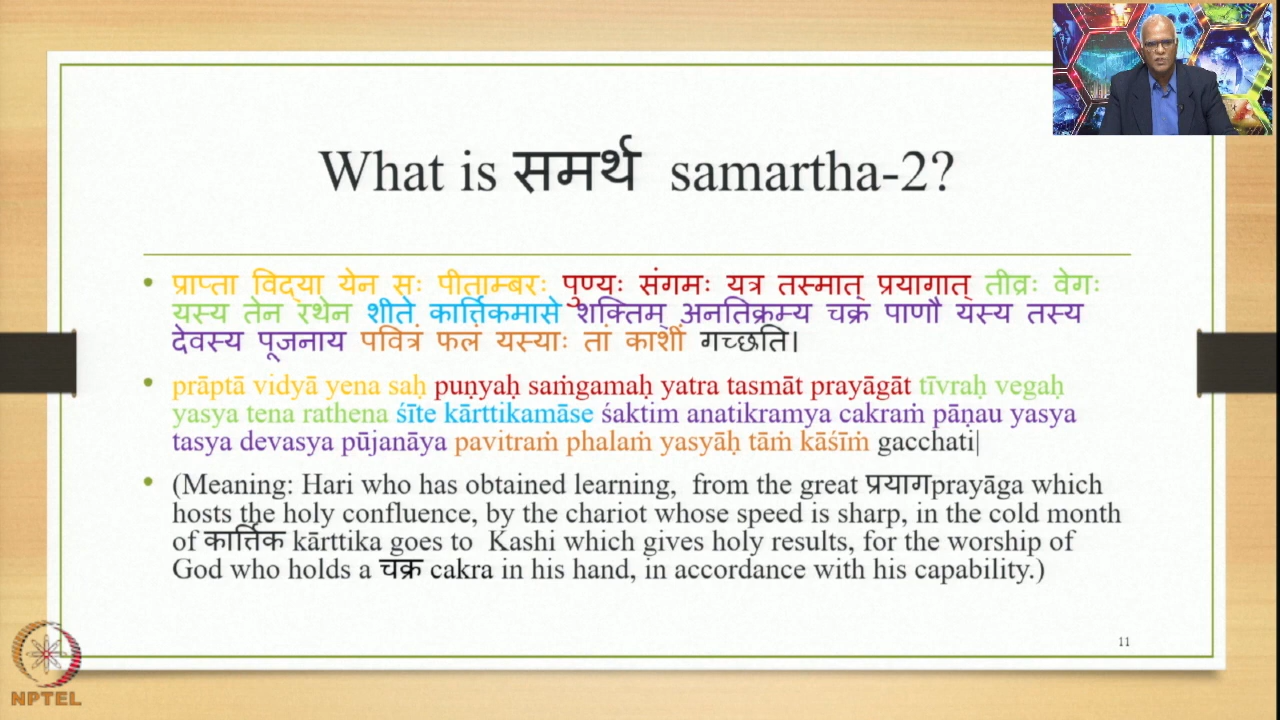 What is समर्थ samartha-2?
• प्राप्ता विद्या येन सः पीताम्बरः पुण्यः संगमः यत्र तस्मात् प्रयागात् तीव्रः वेगः
यस्य तेन रथेन शीते कार्त्तिकमासे शक्तिम् अनतिक्रम्य चक्रं पाणौ यस्य तस्य
देवस्य पूजनाय पवित्रं फलं यस्याः तां काशीं गच्छति।
• prāptā vidyā yena saḥ puṇyaḥ saṁgamaḥ yatra tasmāt prayāgāt tīvraḥ vegaḥ
yasya tena rathena śīte kārttikamāse śaktim anatikramya cakraṁ pāṇau yasya
tasya devasya pūjanāya pavitraṁ phalaṁ yasyāḥ tāṁ kāśīṁ gacchati|
• (Meaning: Hari who has obtained learning, from the great प्रयागprayāga which
hosts the holy confluence, by the chariot whose speed is sharp, in the cold month
of कार्त्तिक kārttika goes to Kashi which gives holy results, for the worship of
God who holds a चक्र cakra in his hand, in accordance with his capability.)
11
NPTEL